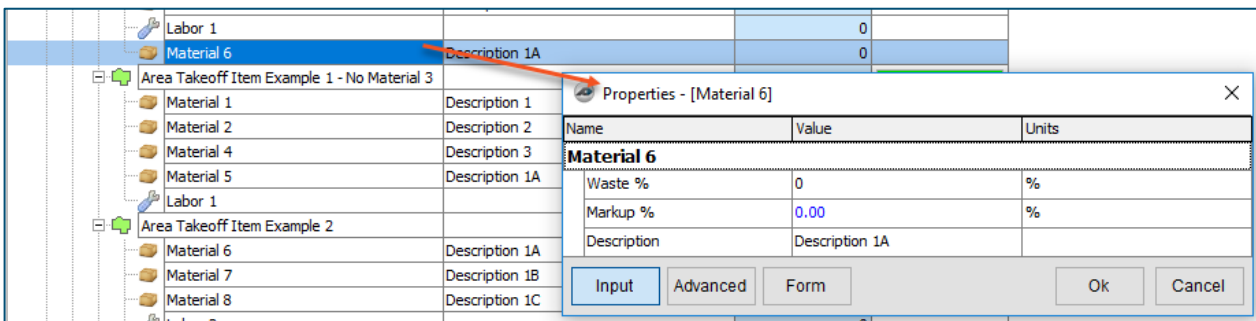 Labor 1 0
Material 6 Description 1A 0
Area Takeoff Item Example 1 - No Material 3
Material 1 Description 1
Material 2 Description 2
Material 4 Description 3
Material 5 Description 1A
Labor 1
Area Takeoff Item Example 2
Material 6 Description 1A
Material 7 Description 1B
Material 8 Description 1C
Properties - [Material 6]
Name Value Units
Material 6
Waste % 0 %
Markup % 0.00 %
Description Description 1A
Input Advanced Form Ok Cancel